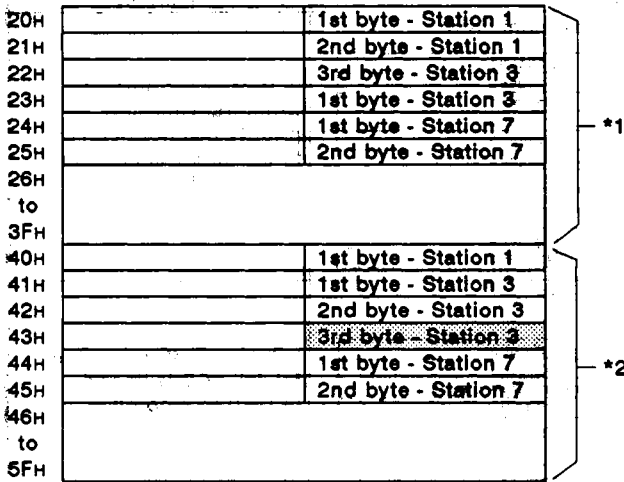 20H 1st byte - Station 1
21H 2nd byte - Station 1
22H 3rd byte - Station 3
23H 1st byte - Station 3
24H 1st byte - Station 7
25H 2nd byte - Station 7
26H
to
3FH
*1
40H 1st byte - Station 1
41H 1st byte - Station 3
42H 2nd byte - Station 3
43H 3rd byte - Station 3
44H 1st byte - Station 7
45H 2nd byte - Station 7
46H
to
5FH
*2